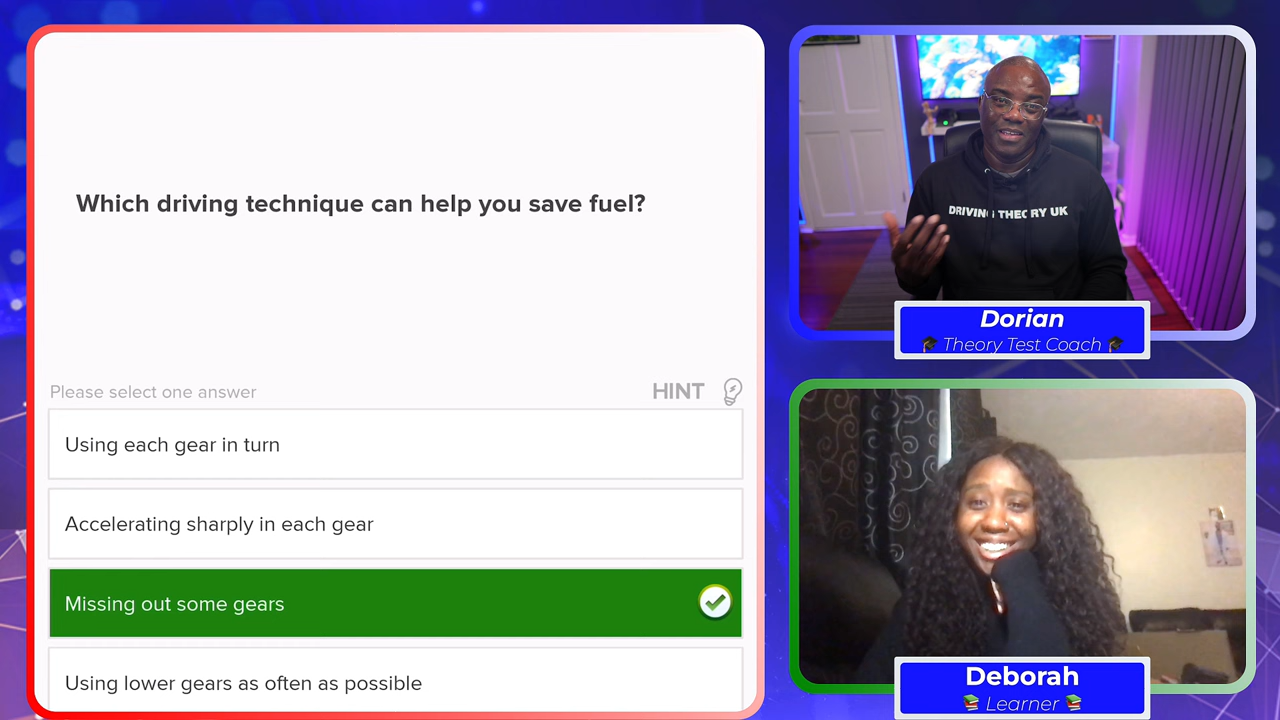 Which driving technique can help you save fuel?
Please select one answer
HINT
Using each gear in turn
Accelerating sharply in each gear
Missing out some gears
Using lower gears as often as possible
DRIVING THEORY UK
Dorian
Theory Test Coach
Deborah
Learner